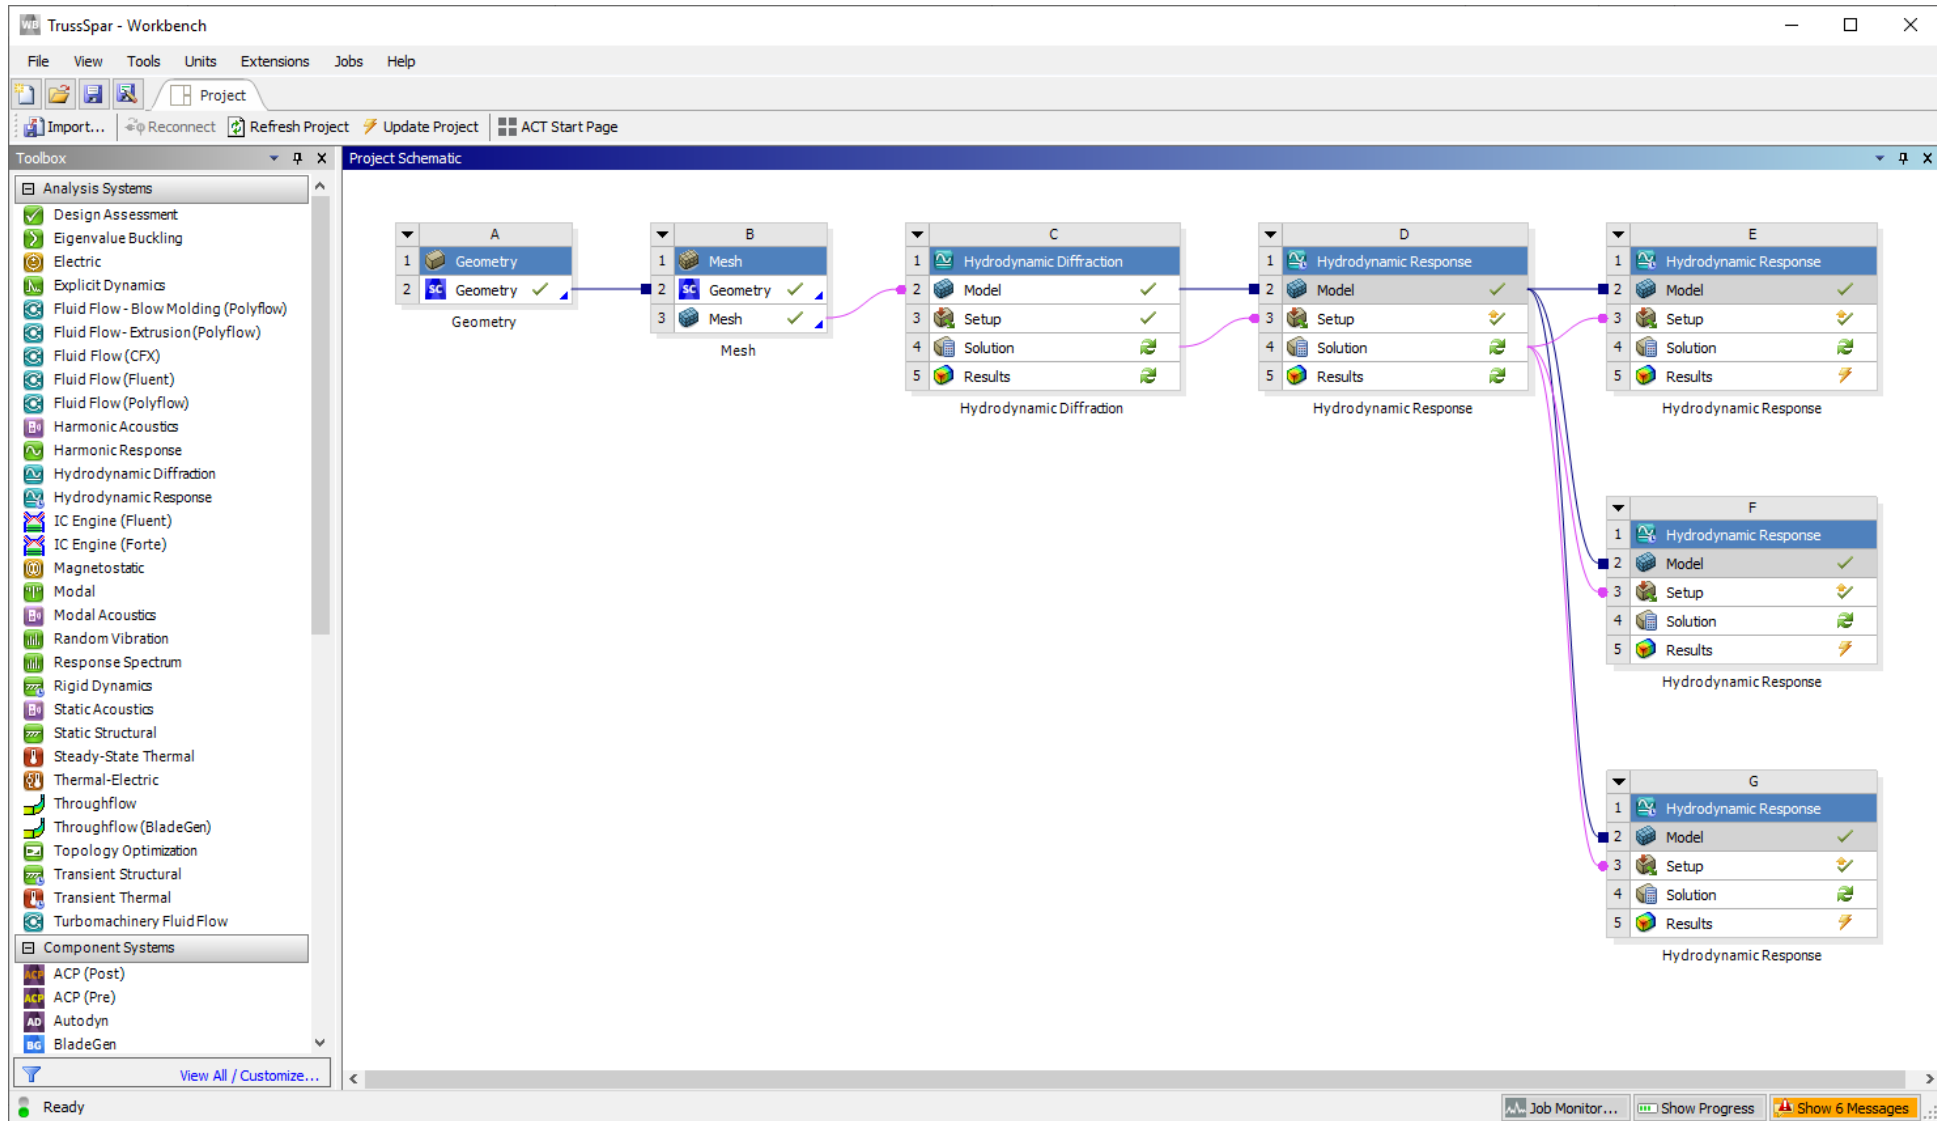 WB TrussSpar - Workbench
File View Tools Units Extensions Jobs Help
Project
Import... Reconnect Refresh Project Update Project ACT Start Page
Toolbox
Analysis Systems
Design Assessment
Eigenvalue Buckling
Electric
Explicit Dynamics
Fluid Flow - Blow Molding (Polyflow)
Fluid Flow - Extrusion (Polyflow)
Fluid Flow (CFX)
Fluid Flow (Fluent)
Fluid Flow (Polyflow)
Harmonic Acoustics
Harmonic Response
Hydrodynamic Diffraction
Hydrodynamic Response
IC Engine (Fluent)
IC Engine (Forte)
Magnetostatic
Modal
Modal Acoustics
Random Vibration
Response Spectrum
Rigid Dynamics
Static Acoustics
Static Structural
Steady-State Thermal
Thermal-Electric
Throughflow
Throughflow (BladeGen)
Topology Optimization
Transient Structural
Transient Thermal
Turbomachinery Fluid Flow
Component Systems
ACP ACP (Post)
ACP ACP (Pre)
AD Autodyn
BG BladeGen
View All / Customize...
Project Schematic
A
1 Geometry
2 SC Geometry
Geometry
B
1 Mesh
2 SC Geometry
3 Mesh
Mesh
C
1 Hydrodynamic Diffraction
2 Model
3 Setup
4 Solution
5 Results
Hydrodynamic Diffraction
D
1 Hydrodynamic Response
2 Model
3 Setup
4 Solution
5 Results
Hydrodynamic Response
E
1 Hydrodynamic Response
2 Model
3 Setup
4 Solution
5 Results
Hydrodynamic Response
F
1 Hydrodynamic Response
2 Model
3 Setup
4 Solution
5 Results
Hydrodynamic Response
G
1 Hydrodynamic Response
2 Model
3 Setup
4 Solution
5 Results
Hydrodynamic Response
Ready
Job Monitor... Show Progress Show 6 Messages